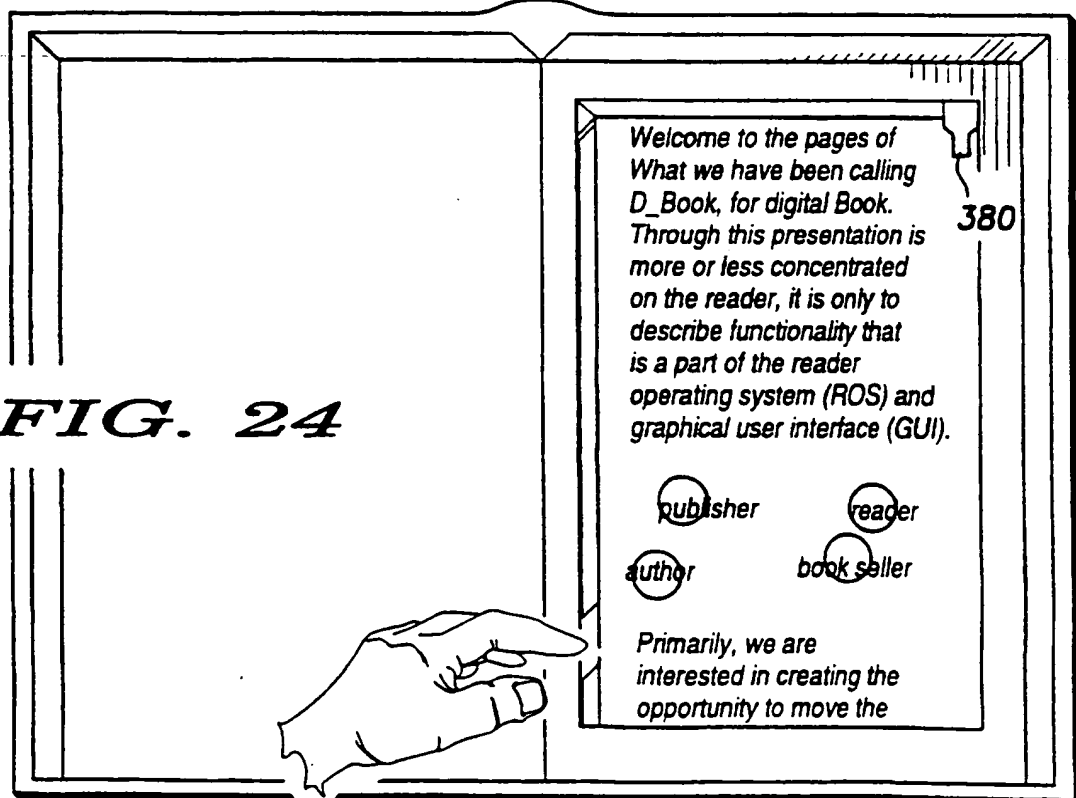 Welcome to the pages of
What we have been calling
D_Book, for digital Book.
Through this presentation is
more or less concentrated
on the reader, it is only to
describe functionality that
is a part of the reader
operating system (ROS) and
graphical user interface (GUI).
380
FIG. 24
publisher reader
author book seller
Primarily, we are
interested in creating the
opportunity to move the